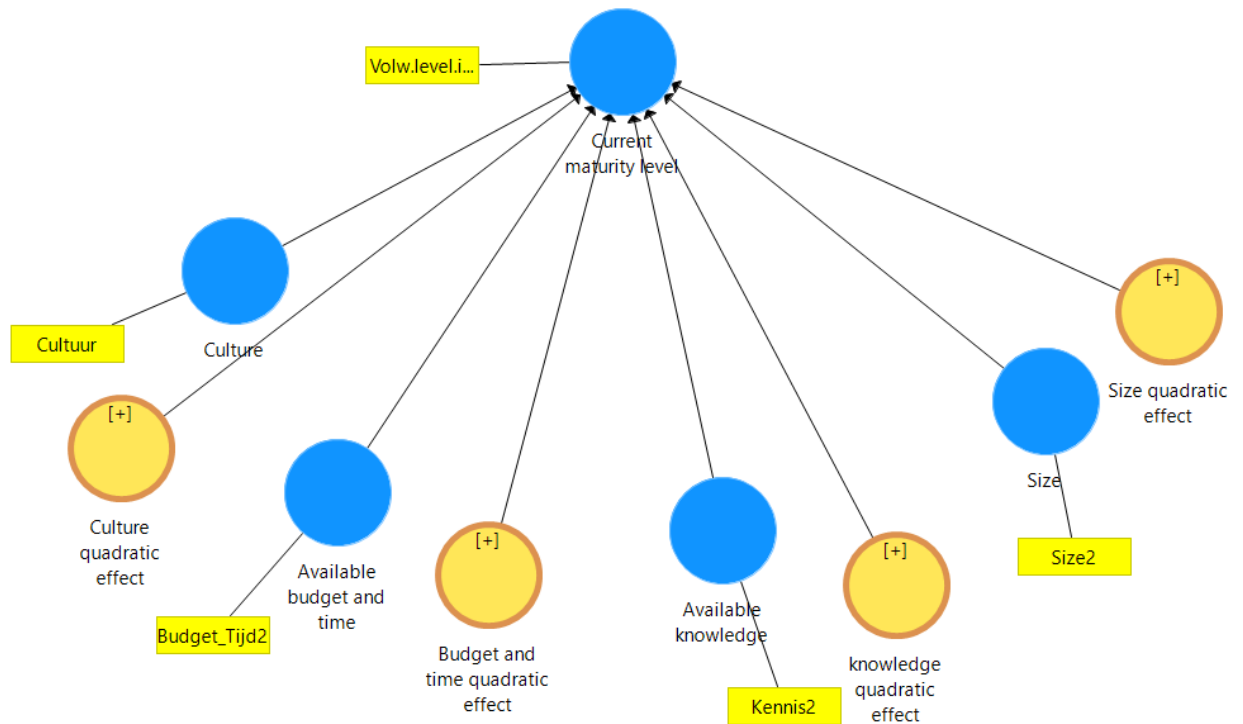 Volw.level.i...
Current
maturity level
Cultuur
Culture
[+]
Culture
quadratic
effect
Budget_Tijd2
Available
budget and
time
[+]
Budget and
time quadratic
effect
Available
knowledge
Kennis2
[+]
knowledge
quadratic
effect
Size
Size2
[+]
Size quadratic
effect